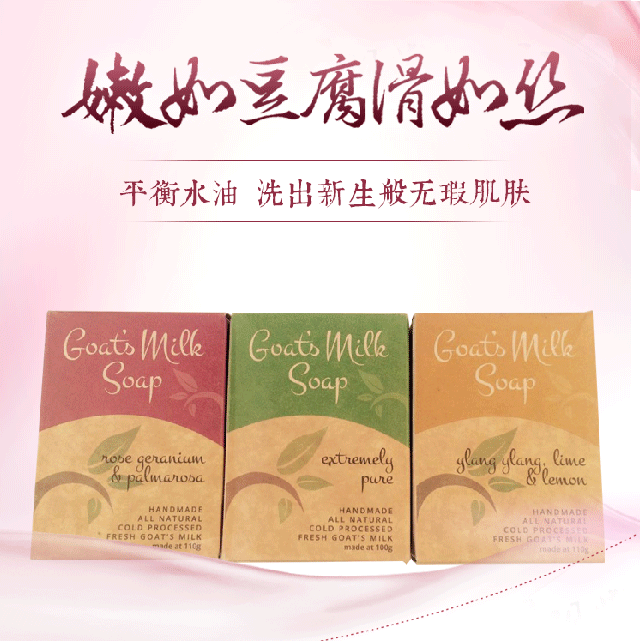 嫩如豆腐滑如丝
平衡水油 洗出新生般无瑕肌肤
Goat's Milk
Soap
rose geranium
& palmarosa
HANDMADE
ALL NATURAL
COLD PROCESSED
FRESH GOAT'S MILK
made at 110g
Goat's Milk
Soap
extremely
pure
HANDMADE
ALL NATURAL
COLD PROCESSED
FRESH GOAT'S MILK
made at 100g
Goat's Milk
Soap
ylang ylang, lime
& lemon
HANDMADE
ALL NATURAL
COLD PROCESSED
FRESH GOAT'S MILK
made at 110g